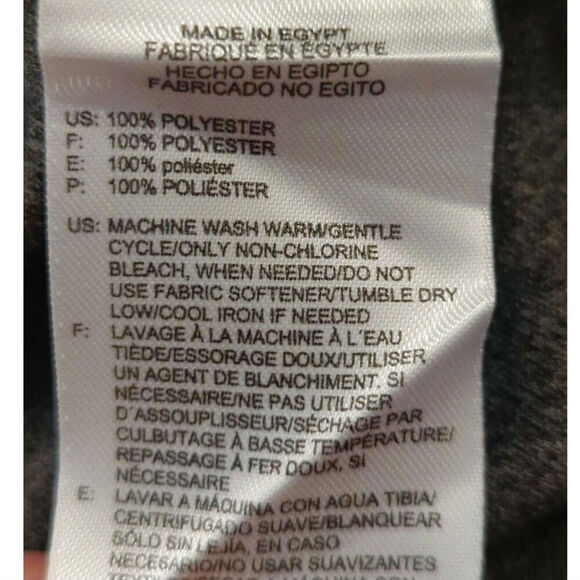 MADE IN EGYPT
FABRIQUÉ EN ÉGYPTE
HECHO EN EGIPTO
FABRICADO NO EGITO
US: 100% POLYESTER
F: 100% POLYESTER
E: 100% poliéster
P: 100% POLIÉSTER
US: MACHINE WASH WARM/GENTLE
CYCLE/ONLY NON-CHLORINE
BLEACH, WHEN NEEDED/DO NOT
USE FABRIC SOFTENER/TUMBLE DRY
LOW/COOL IRON IF NEEDED
F: LAVAGE À LA MACHINE À L´EAU
TIÈDE/ESSORAGE DOUX/UTILISER
UN AGENT DE BLANCHIMENT, SI
NÉCESSAIRE/NE PAS UTILISER
D´ASSOUPLISSEUR/SÉCHAGE PAR
CULBUTAGE À BASSE TEMPÉRATURE/
REPASSAGE À FER DOUX, SI
NÉCESSAIRE
E: LAVAR A MÁQUINA CON AGUA TIBIA/
CENTRIFUGADO SUAVE/BLANQUEAR
SÓLO SIN LEJÍA, EN CASO
NECESARIO/NO USAR SUAVIZANTES